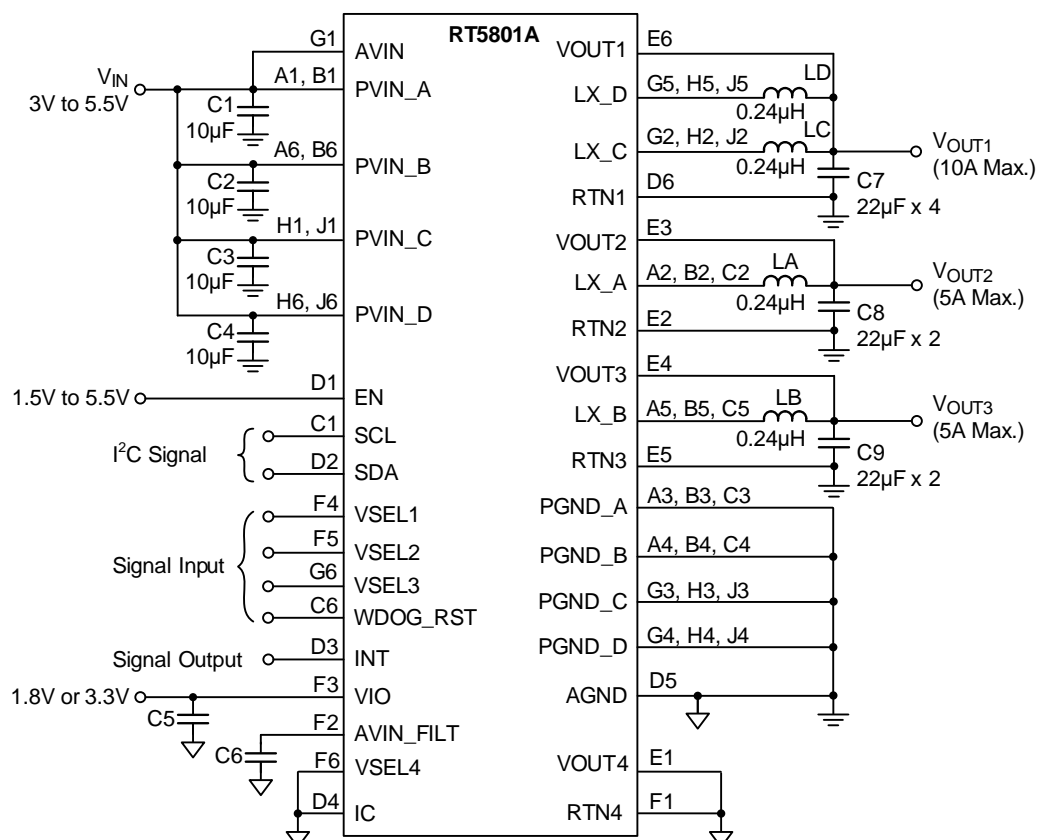 RT5801A
VIN
3V to 5.5V
G1
AVIN
A1, B1
PVIN_A
C1
10µF
A6, B6
PVIN_B
C2
10µF
H1, J1
PVIN_C
C3
10µF
H6, J6
PVIN_D
C4
10µF
1.5V to 5.5V
D1
EN
I²C Signal
C1
SCL
D2
SDA
Signal Input
F4
VSEL1
F5
VSEL2
G6
VSEL3
C6
WDOG_RST
Signal Output
D3
INT
1.8V or 3.3V
F3
VIO
C5
F2
AVIN_FILT
C6
F6
VSEL4
D4
IC
VOUT1
E6
LX_D
G5, H5, J5
LD
0.24µH
LX_C
G2, H2, J2
LC
0.24µH
VOUT1
(10A Max.)
RTN1
D6
C7
22µF x 4
VOUT2
E3
LX_A
A2, B2, C2
LA
0.24µH
VOUT2
(5A Max.)
RTN2
E2
C8
22µF x 2
VOUT3
E4
LX_B
A5, B5, C5
LB
0.24µH
VOUT3
(5A Max.)
RTN3
E5
C9
22µF x 2
PGND_A
A3, B3, C3
PGND_B
A4, B4, C4
PGND_C
G3, H3, J3
PGND_D
G4, H4, J4
AGND
D5
VOUT4
E1
RTN4
F1